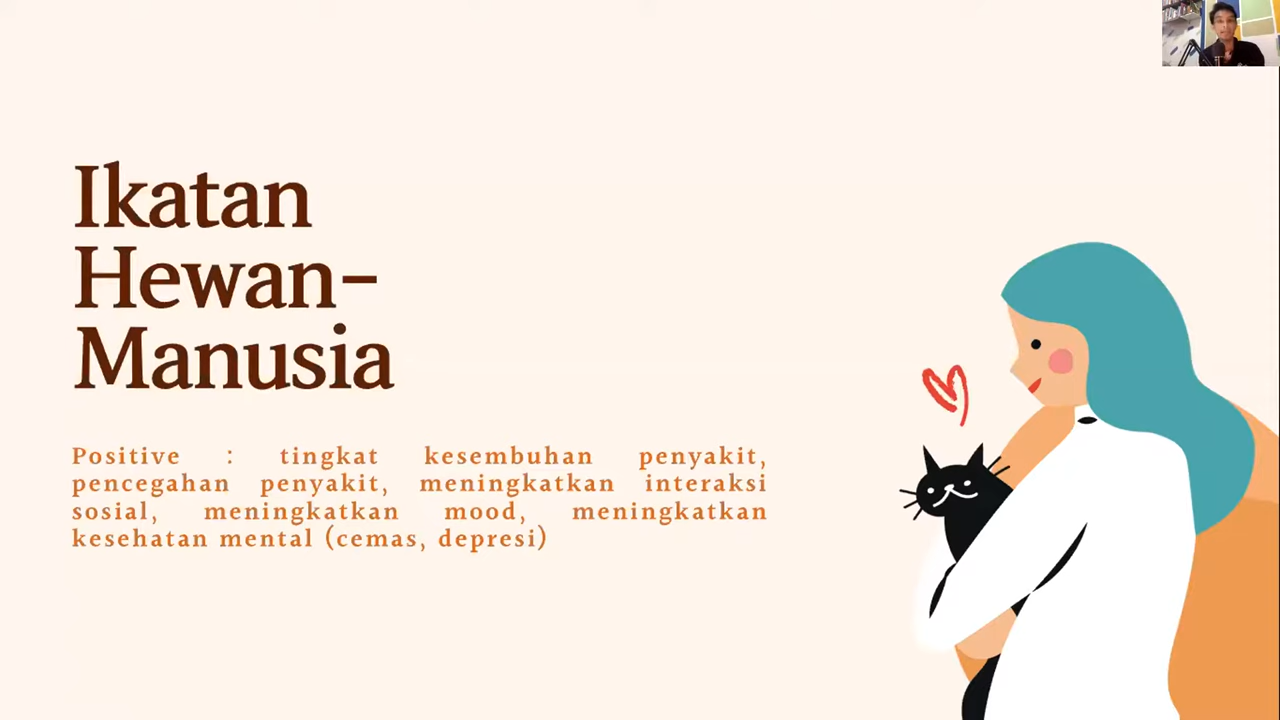 Ikatan
Hewan-
Manusia
Positive : tingkat kesembuhan penyakit,
pencegahan penyakit, meningkatkan interaksi
sosial, meningkatkan mood, meningkatkan
kesehatan mental (cemas, depresi)